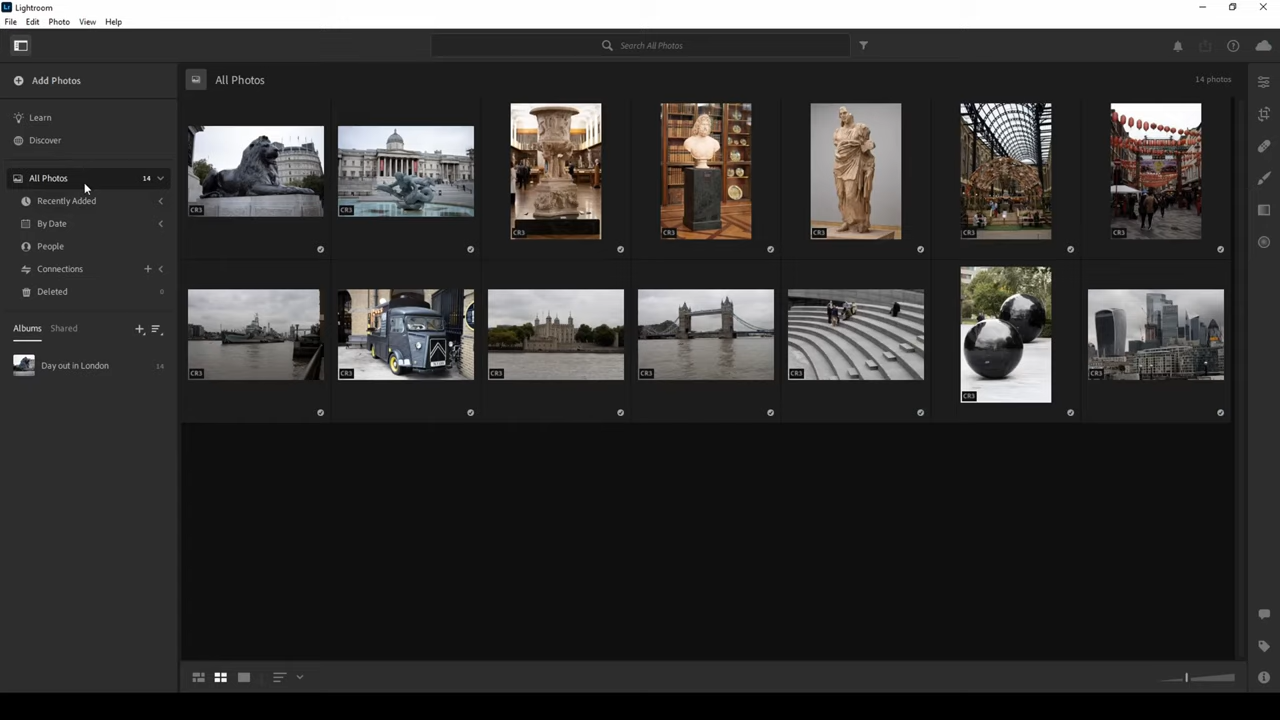 Lr Lightroom
File Edit Photo View Help
Search All Photos
Add Photos
All Photos
14 photos
Learn
Discover
All Photos 14
Recently Added
By Date
People
Connections
Deleted 0
Albums Shared
Day out in London 14
CR3 CR3 CR3 CR3 CR3 CR3 CR3
CR3 CR3 CR3 CR3 CR3 CR3 CR3